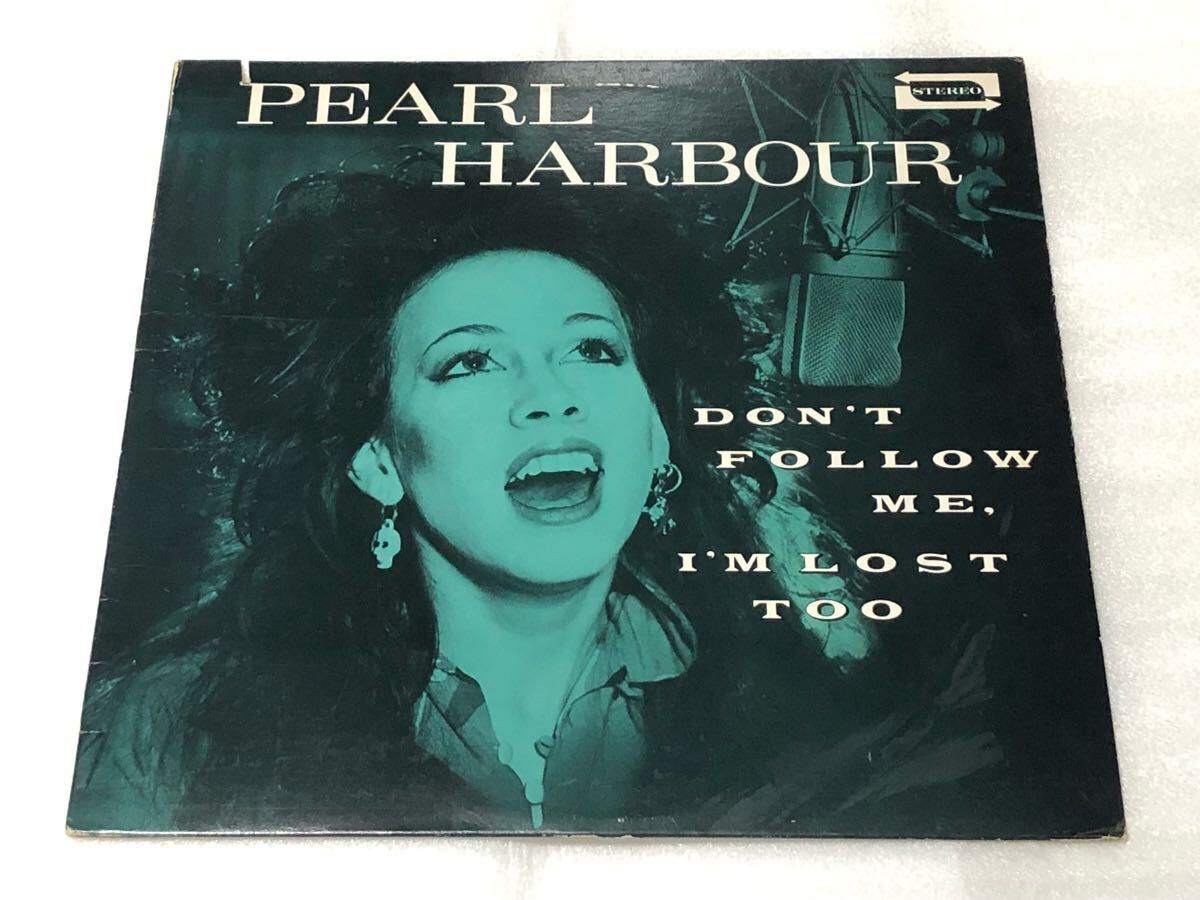 PEARL
HARBOUR
STEREO
DON'T
FOLLOW
ME,
I'M LOST
TOO